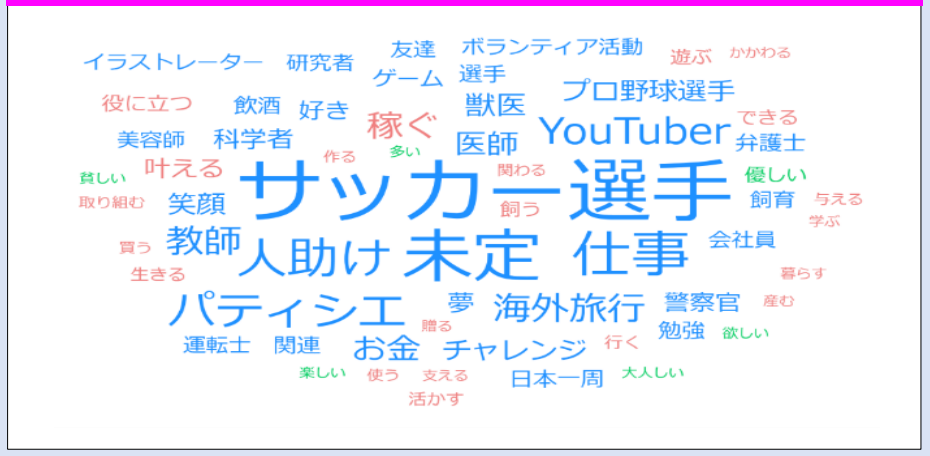 友達 ボランティア活動
イラストレーター 研究者 ゲーム 選手 遊ぶ かかわる
役に立つ 飲酒 好き 稼ぐ 獣医 プロ野球選手
美容師 科学者 医師 YouTuber できる 弁護士
貧しい 叶える 作る 多い 関わる 優しい
取り組む 笑顔 サッカー選手 飼う 飼育 与える 学ぶ
買う 教師 人助け 未定 仕事 会社員
生きる 暮らす
パティシエ 夢 海外旅行 警察官 産む
贈る 勉強 欲しい
運転士 関連 お金 チャレンジ 行く
楽しい 使う 支える 日本一周 大人しい
活かす